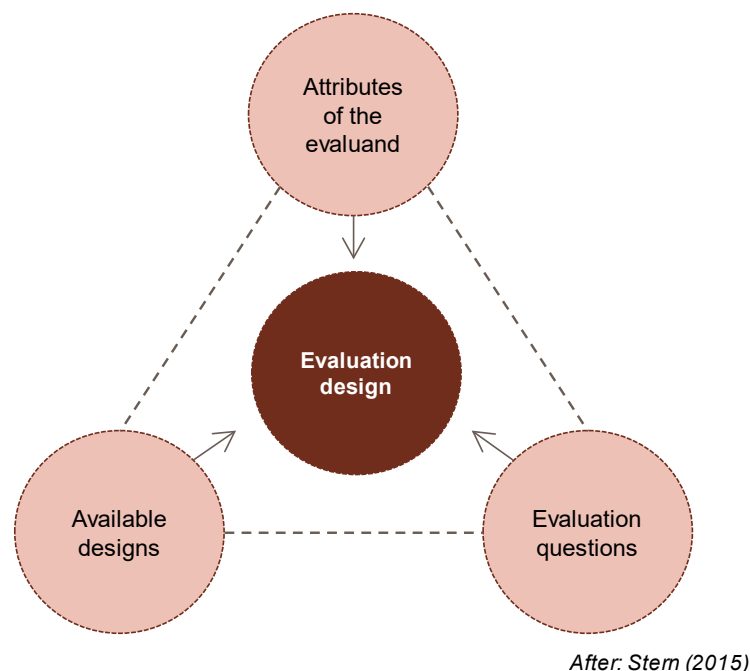 Attributes
of the
evaluand
Evaluation
design
Available
designs
Evaluation
questions
After: Stern (2015)